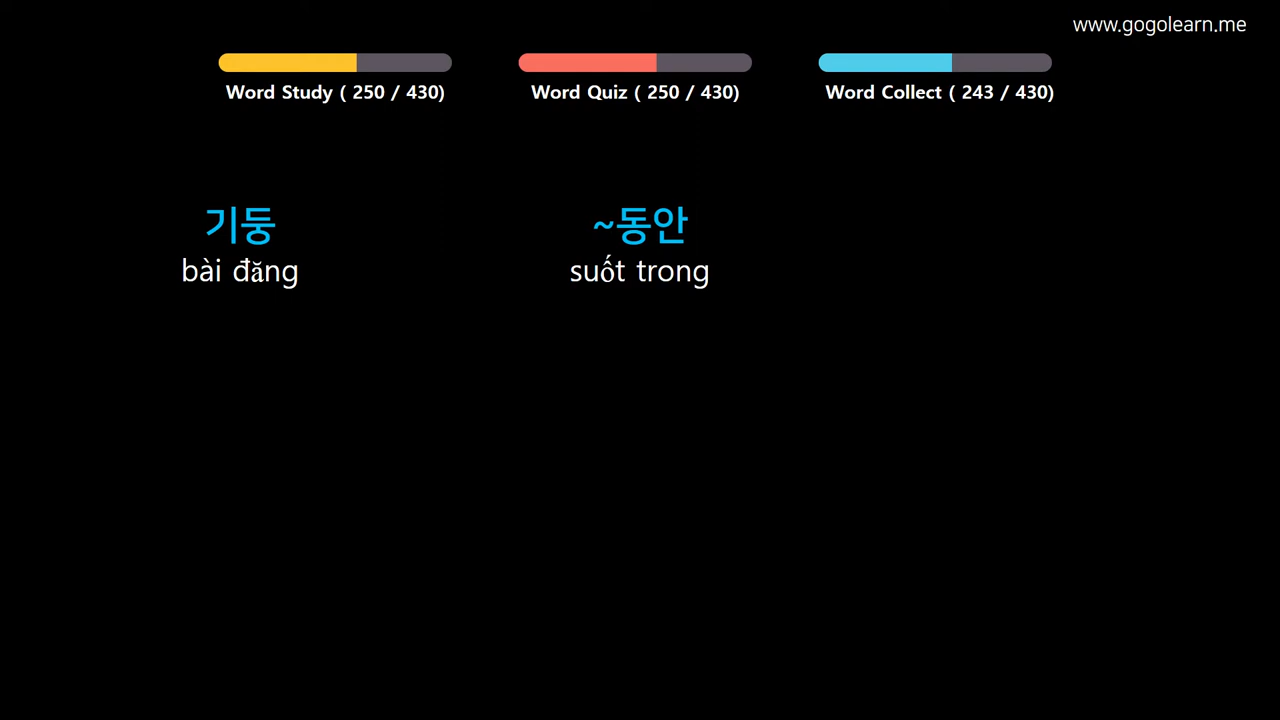 www.gogolearn.me
Word Study ( 250 / 430)
Word Quiz ( 250 / 430)
Word Collect ( 243 / 430)
기둥
bài đăng
~동안
suốt trong